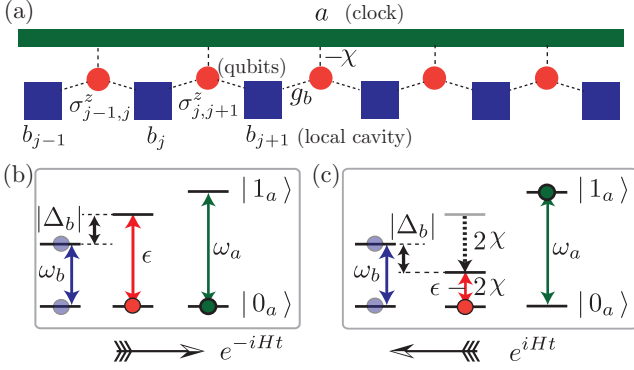 (a) a (clock)
−χ
(qubits)
σ^z_{j−1,j} σ^z_{j,j+1} g_b
b_{j−1} b_j b_{j+1} (local cavity)
(b) |Δ_b| ω_b ϵ ω_a |1_a⟩ |0_a⟩
e^{−iHt}
(c) |Δ_b| ω_b 2χ ϵ − 2χ ω_a |1_a⟩ |0_a⟩
e^{iHt}